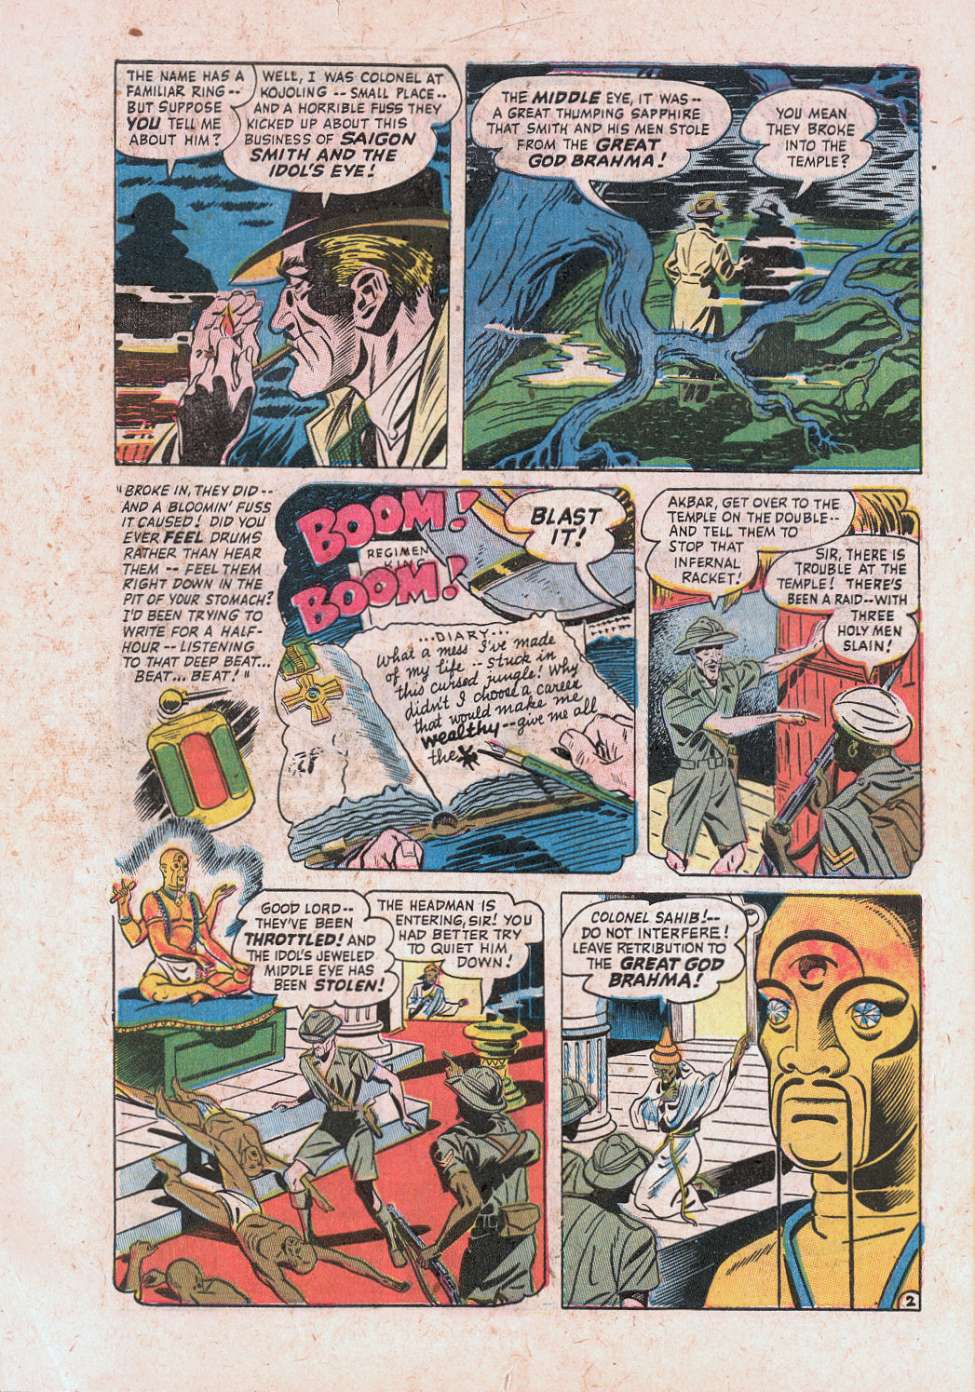 THE NAME HAS A
FAMILIAR RING--
BUT SUPPOSE
YOU TELL ME
ABOUT HIM?
WELL, I WAS COLONEL AT
KOJOLING -- SMALL PLACE--
AND A HORRIBLE FUSS THEY
KICKED UP ABOUT THIS
BUSINESS OF SAIGON
SMITH AND THE
IDOL'S EYE!
THE MIDDLE EYE, IT WAS--
A GREAT THUMPING SAPPHIRE
THAT SMITH AND HIS MEN STOLE
FROM THE GREAT
GOD BRAHMA!
YOU MEAN
THEY BROKE
INTO THE
TEMPLE?
"BROKE IN, THEY DID--
AND A BLOOMIN' FUSS
IT CAUSED! DID YOU
EVER FEEL DRUMS
RATHER THAN HEAR
THEM -- FEEL THEM
RIGHT DOWN IN THE
PIT OF YOUR STOMACH?
I'D BEEN TRYING TO
WRITE FOR A HALF-
HOUR -- LISTENING
TO THAT DEEP BEAT...
BEAT... BEAT!"
BOOM!
REGIMEN
KING
BOOM!
BLAST
IT!
...DIARY...
What a mess I've made
of my life -- Stuck in
this cursed jungle! Why
didn't I choose a career
that would make me
wealthy -- give me all
the
AKBAR, GET OVER TO THE
TEMPLE ON THE DOUBLE--
AND TELL THEM TO
STOP THAT
INFERNAL
RACKET!
SIR, THERE IS
TROUBLE AT THE
TEMPLE! THERE'S
BEEN A RAID--WITH
THREE
HOLY MEN
SLAIN!
GOOD LORD--
THEY'VE BEEN
THROTTLED! AND
THE IDOL'S JEWELED
MIDDLE EYE HAS
BEEN STOLEN!
THE HEADMAN IS
ENTERING, SIR! YOU
HAD BETTER TRY
TO QUIET HIM
DOWN!
COLONEL SAHIB!--
DO NOT INTERFERE!
LEAVE RETRIBUTION TO
THE GREAT GOD
BRAHMA!
2